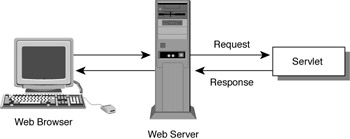 Request
Servlet
Response
Web Browser
Web Server